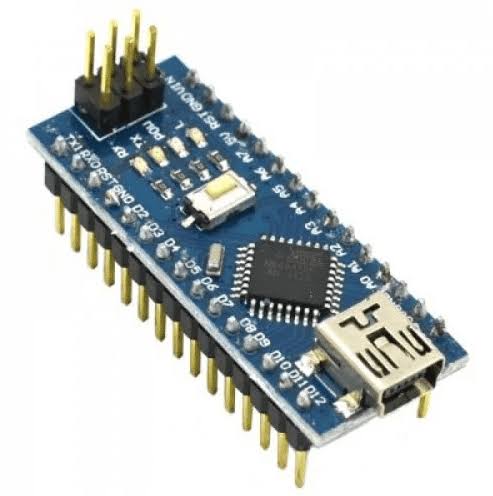 VIN GND RST 5V A7 A6 A5 A4 A3 A2 A1 A0
L
POW
TX
RX
TX1 RX0 RST GND D2 D3 D4 D5 D6 D7 D8 D9 D10 D11 D12